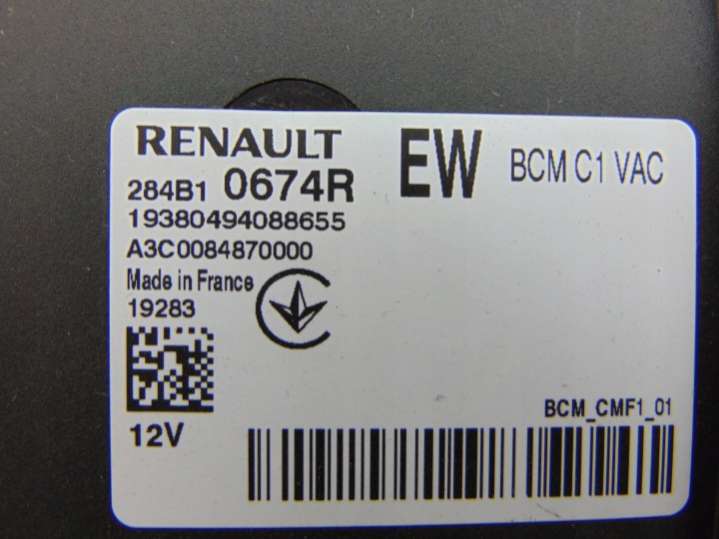 RENAULT EW BCM C1 VAC
284B1 0674R
19380494088655
A3C0084870000
Made in France
19283
12V
BCM_CMF1_01